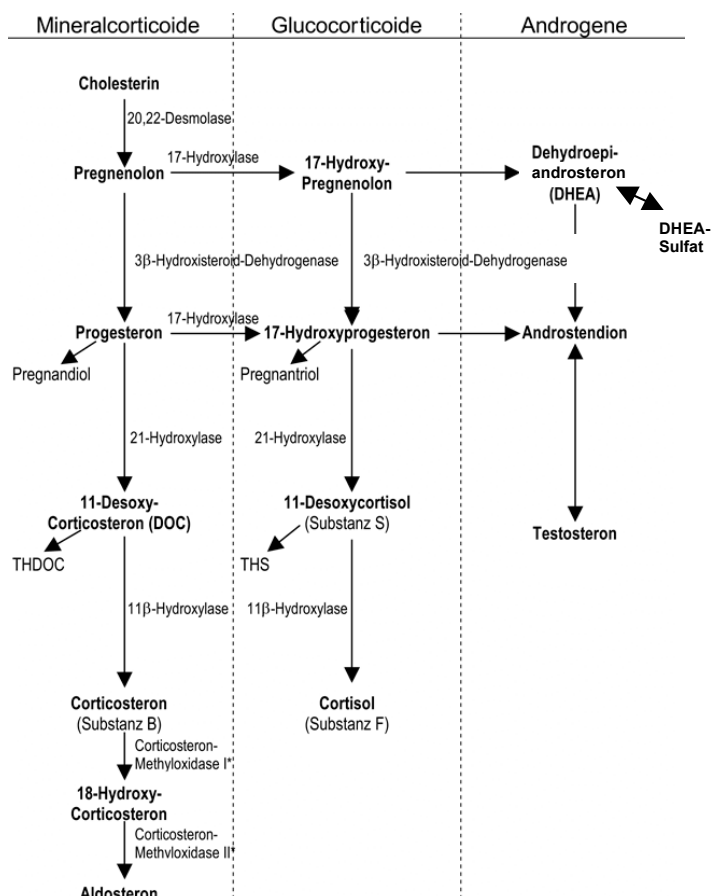 Mineralcorticoide
Glucocorticoide
Androgene
Cholesterin
20,22-Desmolase
Pregnenolon
17-Hydroxylase
17-Hydroxy-
Pregnenolon
Dehydroepi-
androsteron
(DHEA)
DHEA-
Sulfat
3β-Hydroxisteroid-Dehydrogenase
3β-Hydroxisteroid-Dehydrogenase
Progesteron
17-Hydroxylase
17-Hydroxyprogesteron
Androstendion
Pregnandiol
Pregnantriol
21-Hydroxylase
21-Hydroxylase
11-Desoxy-
Corticosteron (DOC)
11-Desoxycortisol
(Substanz S)
Testosteron
THDOC
THS
11β-Hydroxylase
11β-Hydroxylase
Corticosteron
(Substanz B)
Cortisol
(Substanz F)
Corticosteron-
Methyloxidase I*
18-Hydroxy-
Corticosteron
Corticosteron-
Methyloxidase II*
Aldosteron